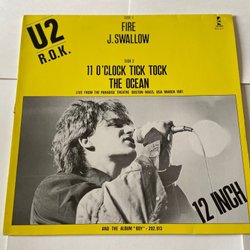 U2
R.O.K.
SIDE 1
FIRE
J. SWALLOW
SIDE 2
11 O'CLOCK TICK TOCK
THE OCEAN
LIVE FROM THE PARADISE THEATRE BOSTON MASS. USA MARCH 1981
12 INCH
AND THE ALBUM "BOY" - 202.813